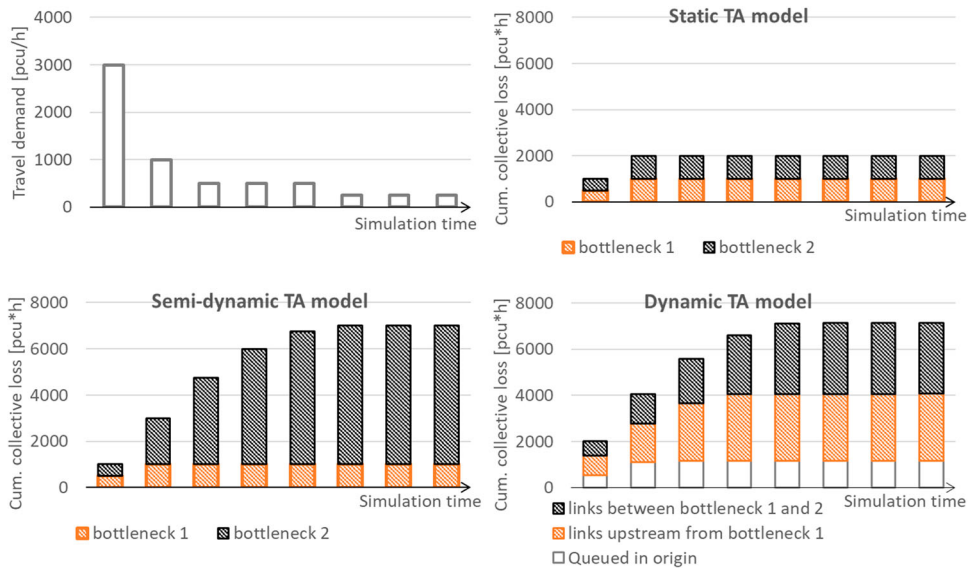 Travel demand [pcu/h]
4000
3000
2000
1000
0
Simulation time
Static TA model
Cum. collective loss [pcu*h]
8000
6000
4000
2000
0
Simulation time
bottleneck 1 bottleneck 2
Semi-dynamic TA model
Cum. collective loss [pcu*h]
8000
6000
4000
2000
0
Simulation time
bottleneck 1 bottleneck 2
Dynamic TA model
Cum. collective loss [pcu*h]
8000
6000
4000
2000
0
Simulation time
links between bottleneck 1 and 2
links upstream from bottleneck 1
Queued in origin